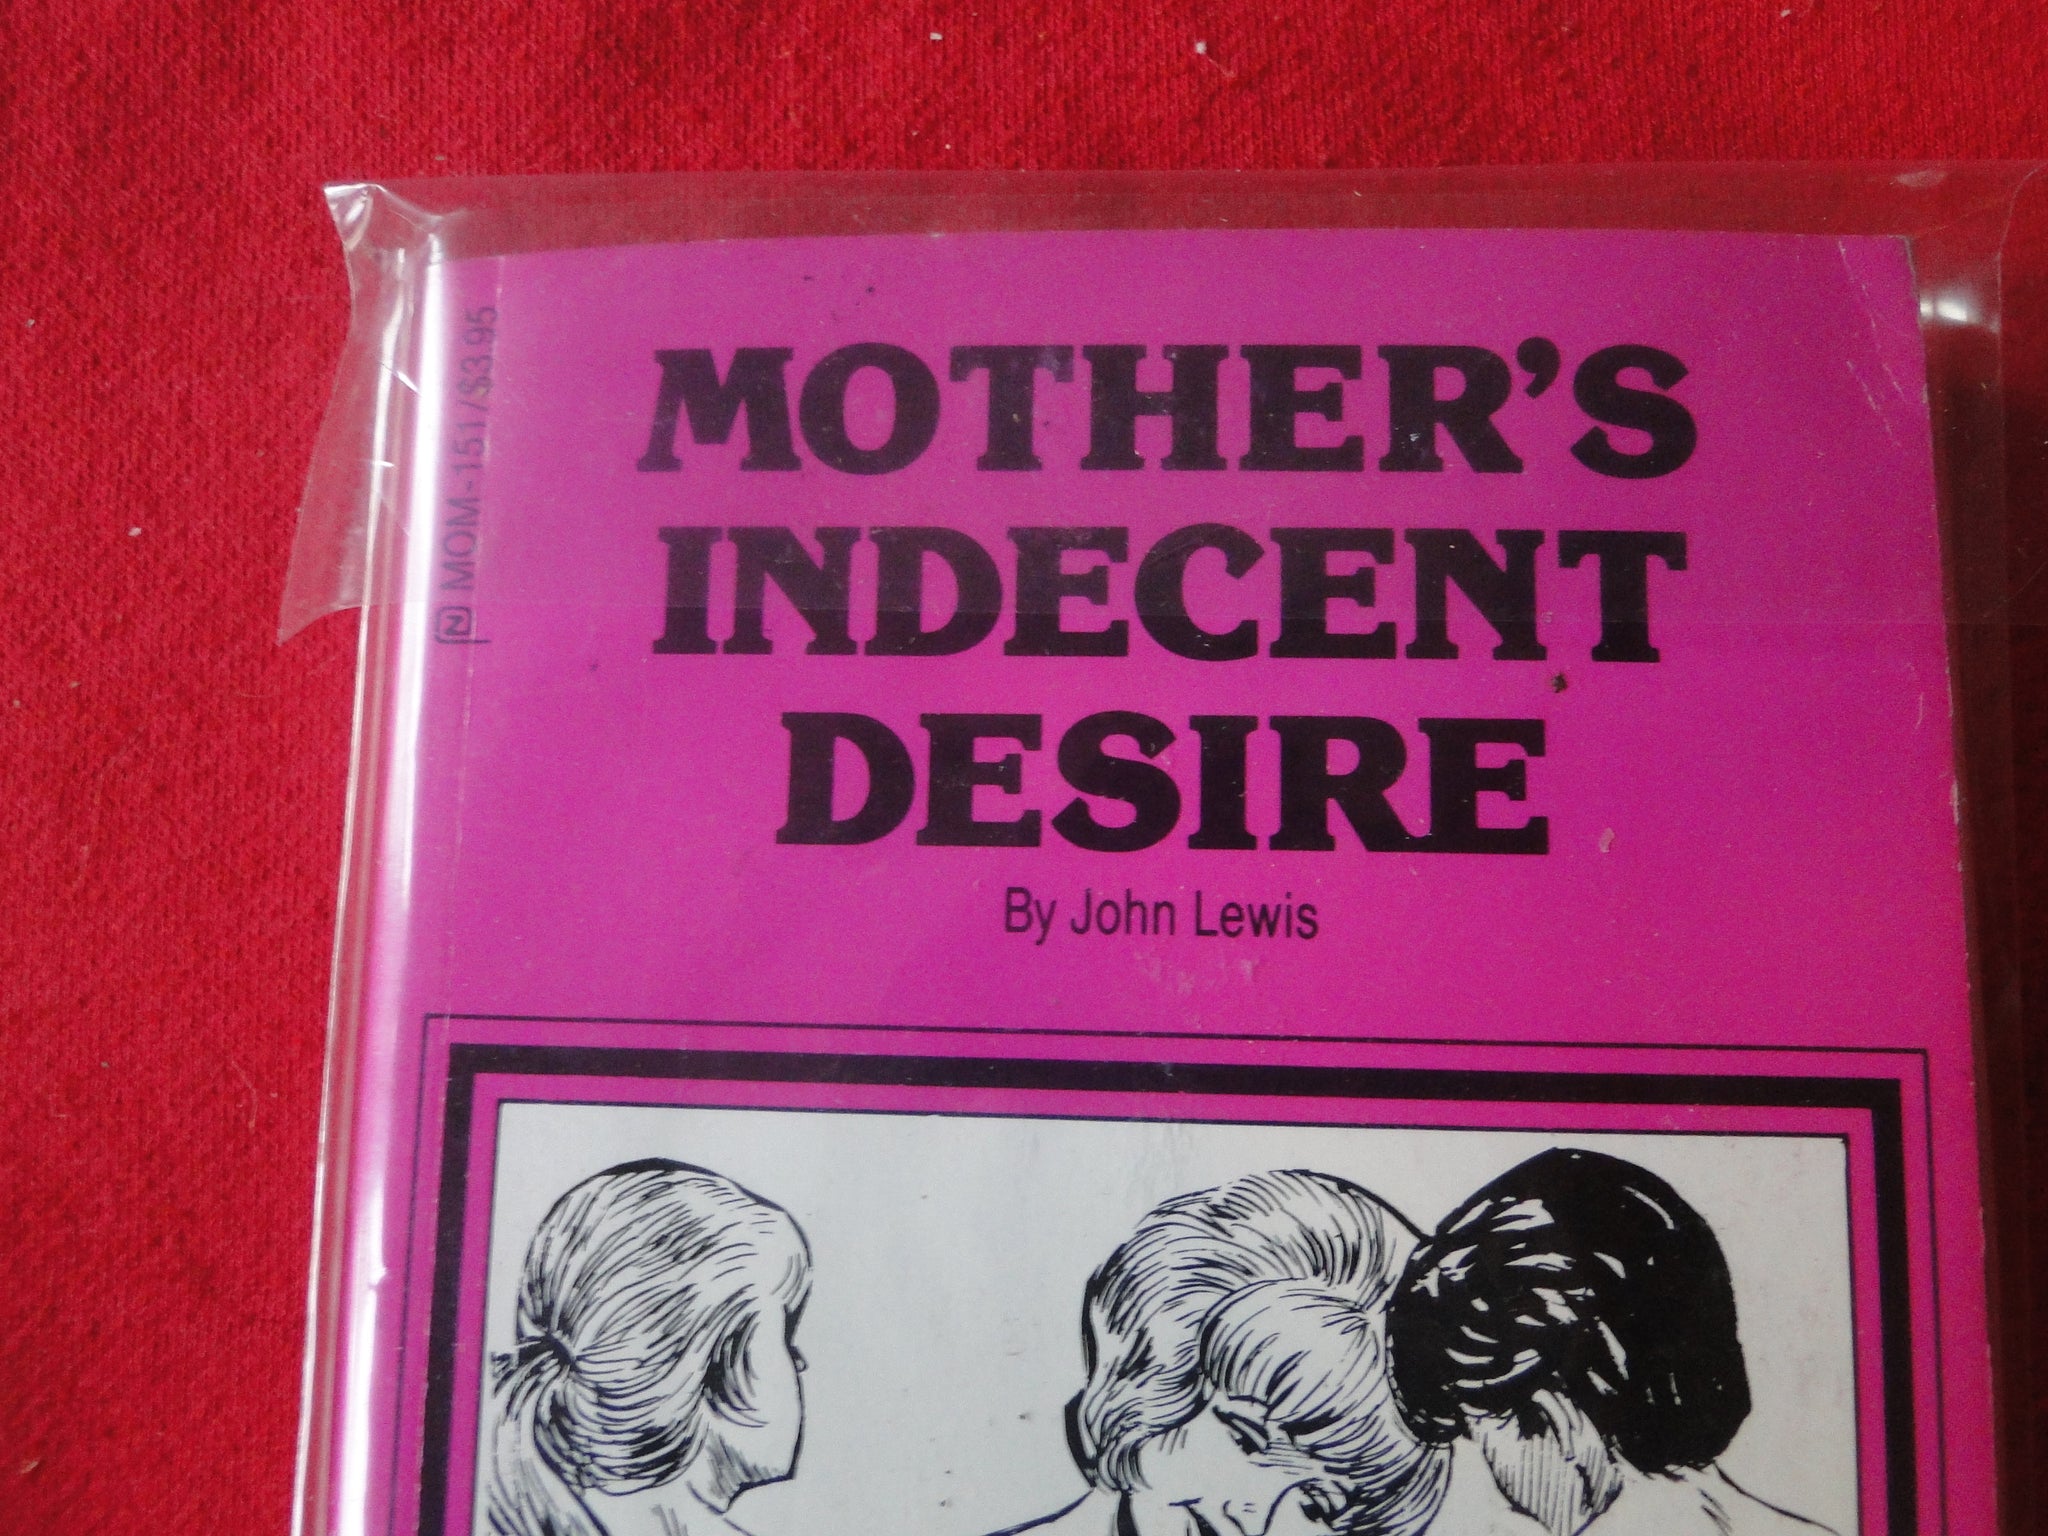 MOTHER'S
INDECENT
DESIRE
By John Lewis
MOM-151/$3.95